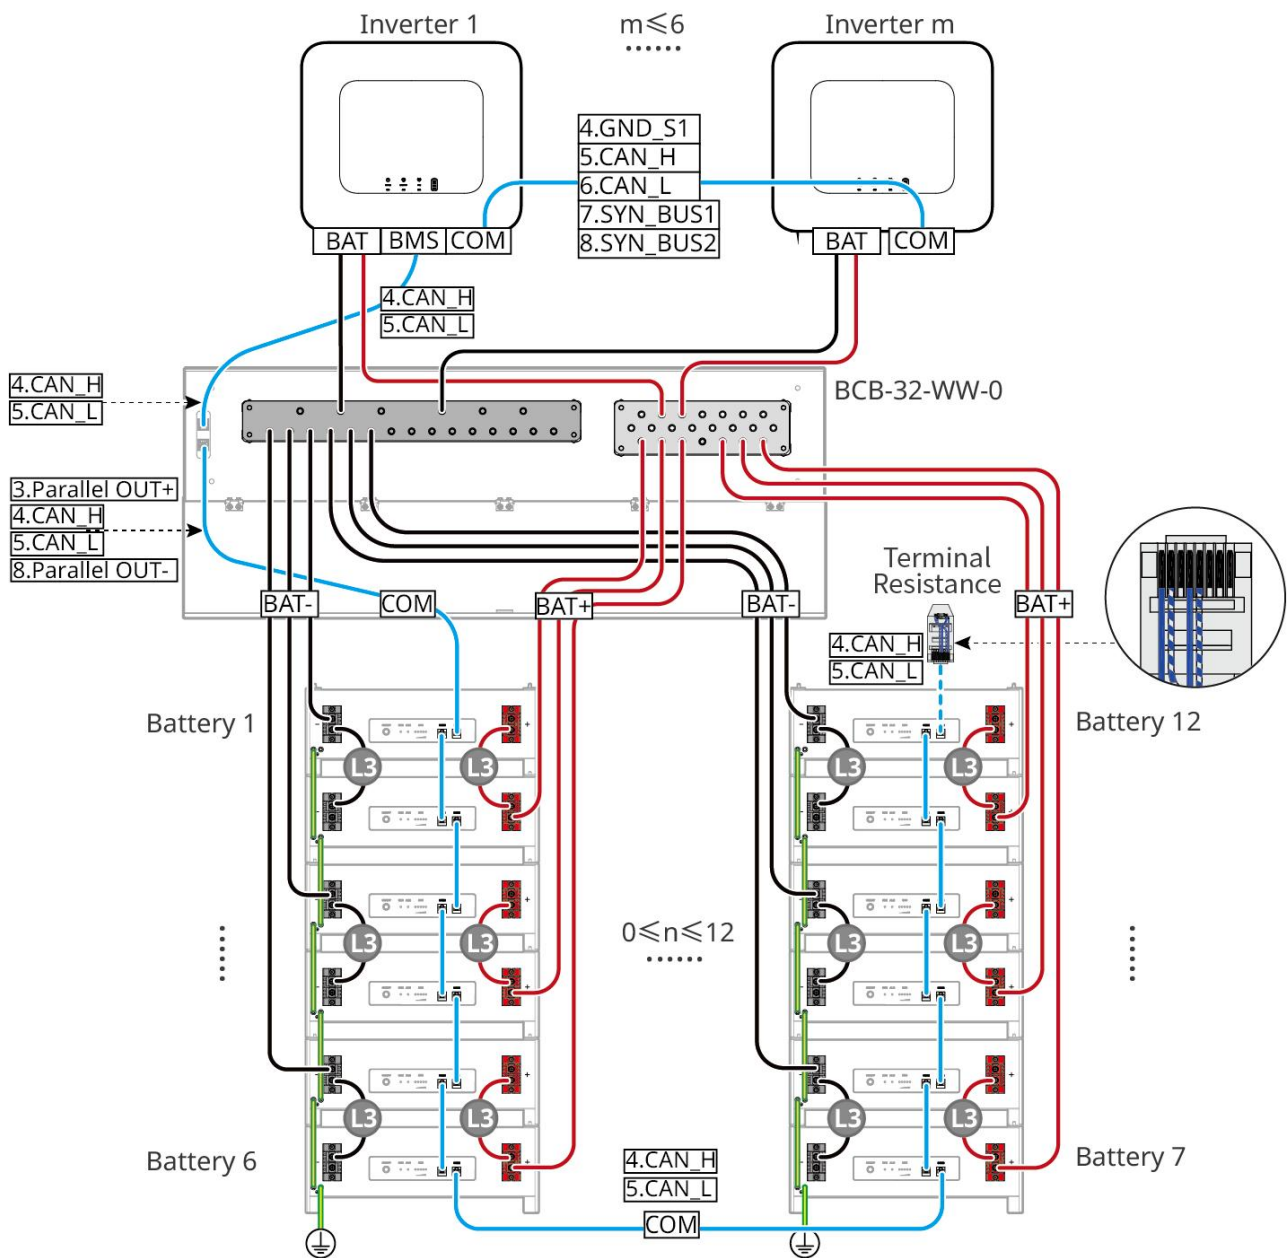 Inverter 1
m≤6
Inverter m
4.GND_S1
5.CAN_H
6.CAN_L
7.SYN_BUS1
8.SYN_BUS2
BAT
BMS
COM
BAT
COM
4.CAN_H
5.CAN_L
4.CAN_H
5.CAN_L
BCB-32-WW-0
3.Parallel OUT+
4.CAN_H
5.CAN_L
8.Parallel OUT-
Terminal
Resistance
BAT-
COM
BAT+
BAT-
BAT+
4.CAN_H
5.CAN_L
Battery 1
Battery 12
L3
L3
L3
L3
0≤n≤12
L3
L3
L3
L3
L3
L3
L3
L3
Battery 6
Battery 7
4.CAN_H
5.CAN_L
COM